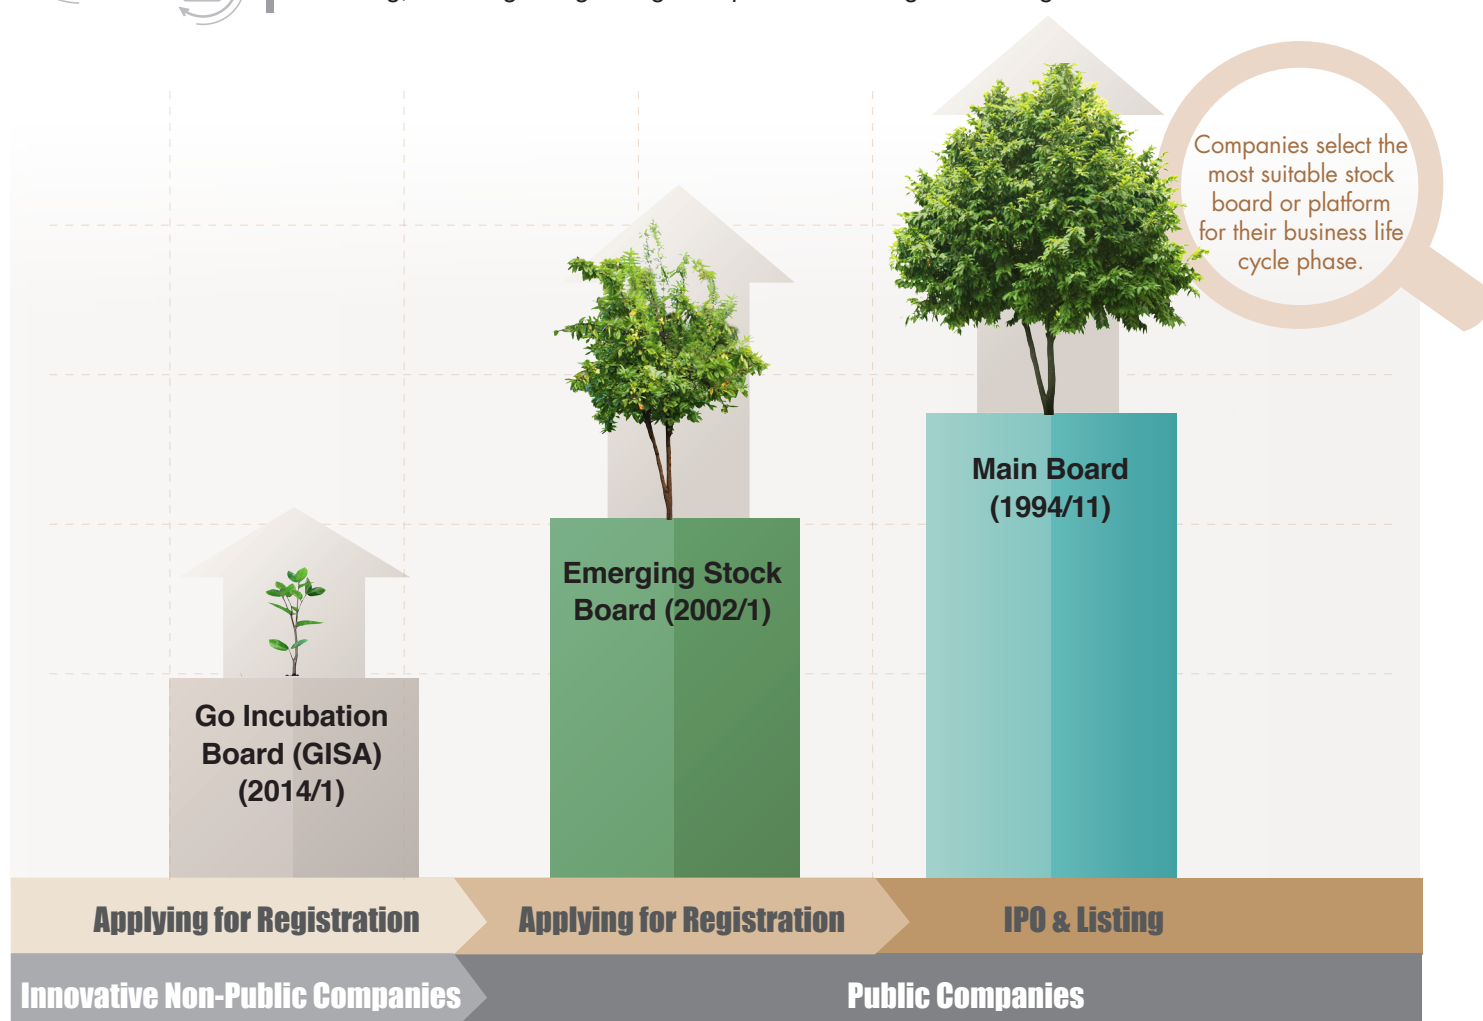 Companies select the
most suitable stock
board or platform
for their business life
cycle phase.
Main Board
(1994/11)
Emerging Stock
Board (2002/1)
Go Incubation
Board (GISA)
(2014/1)
Applying for Registration
Applying for Registration
IPO & Listing
Innovative Non-Public Companies
Public Companies